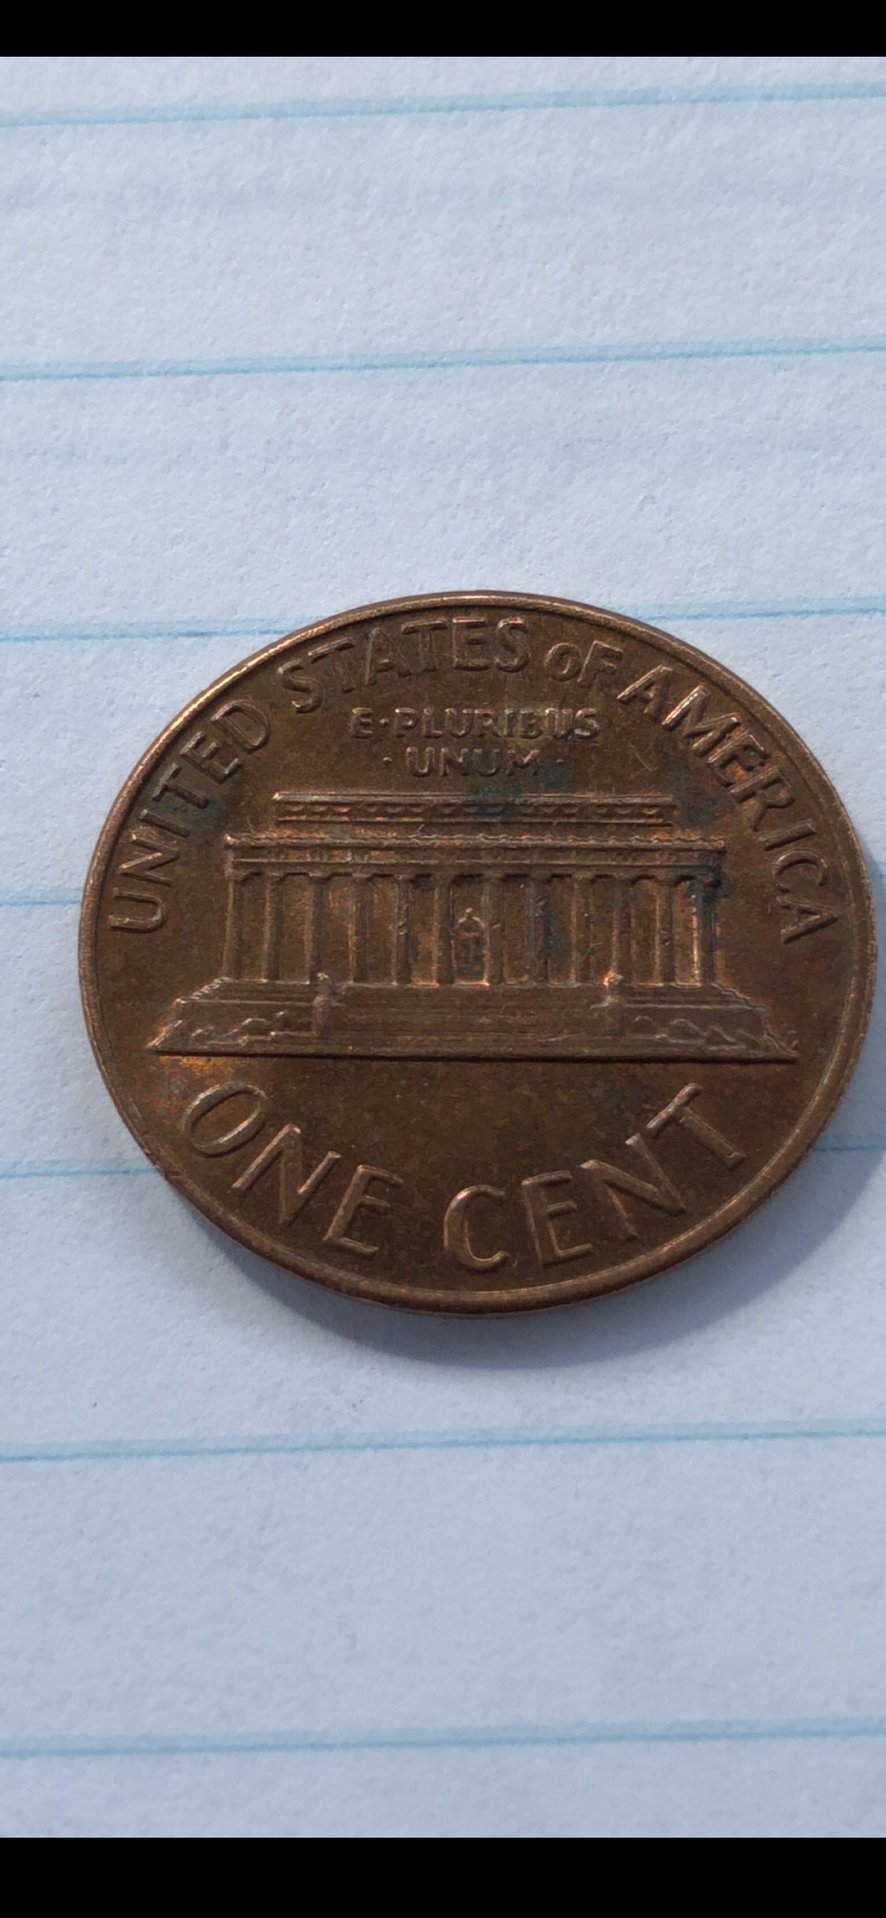 UNITED STATES OF AMERICA
E·PLURIBUS
·UNUM·
ONE CENT